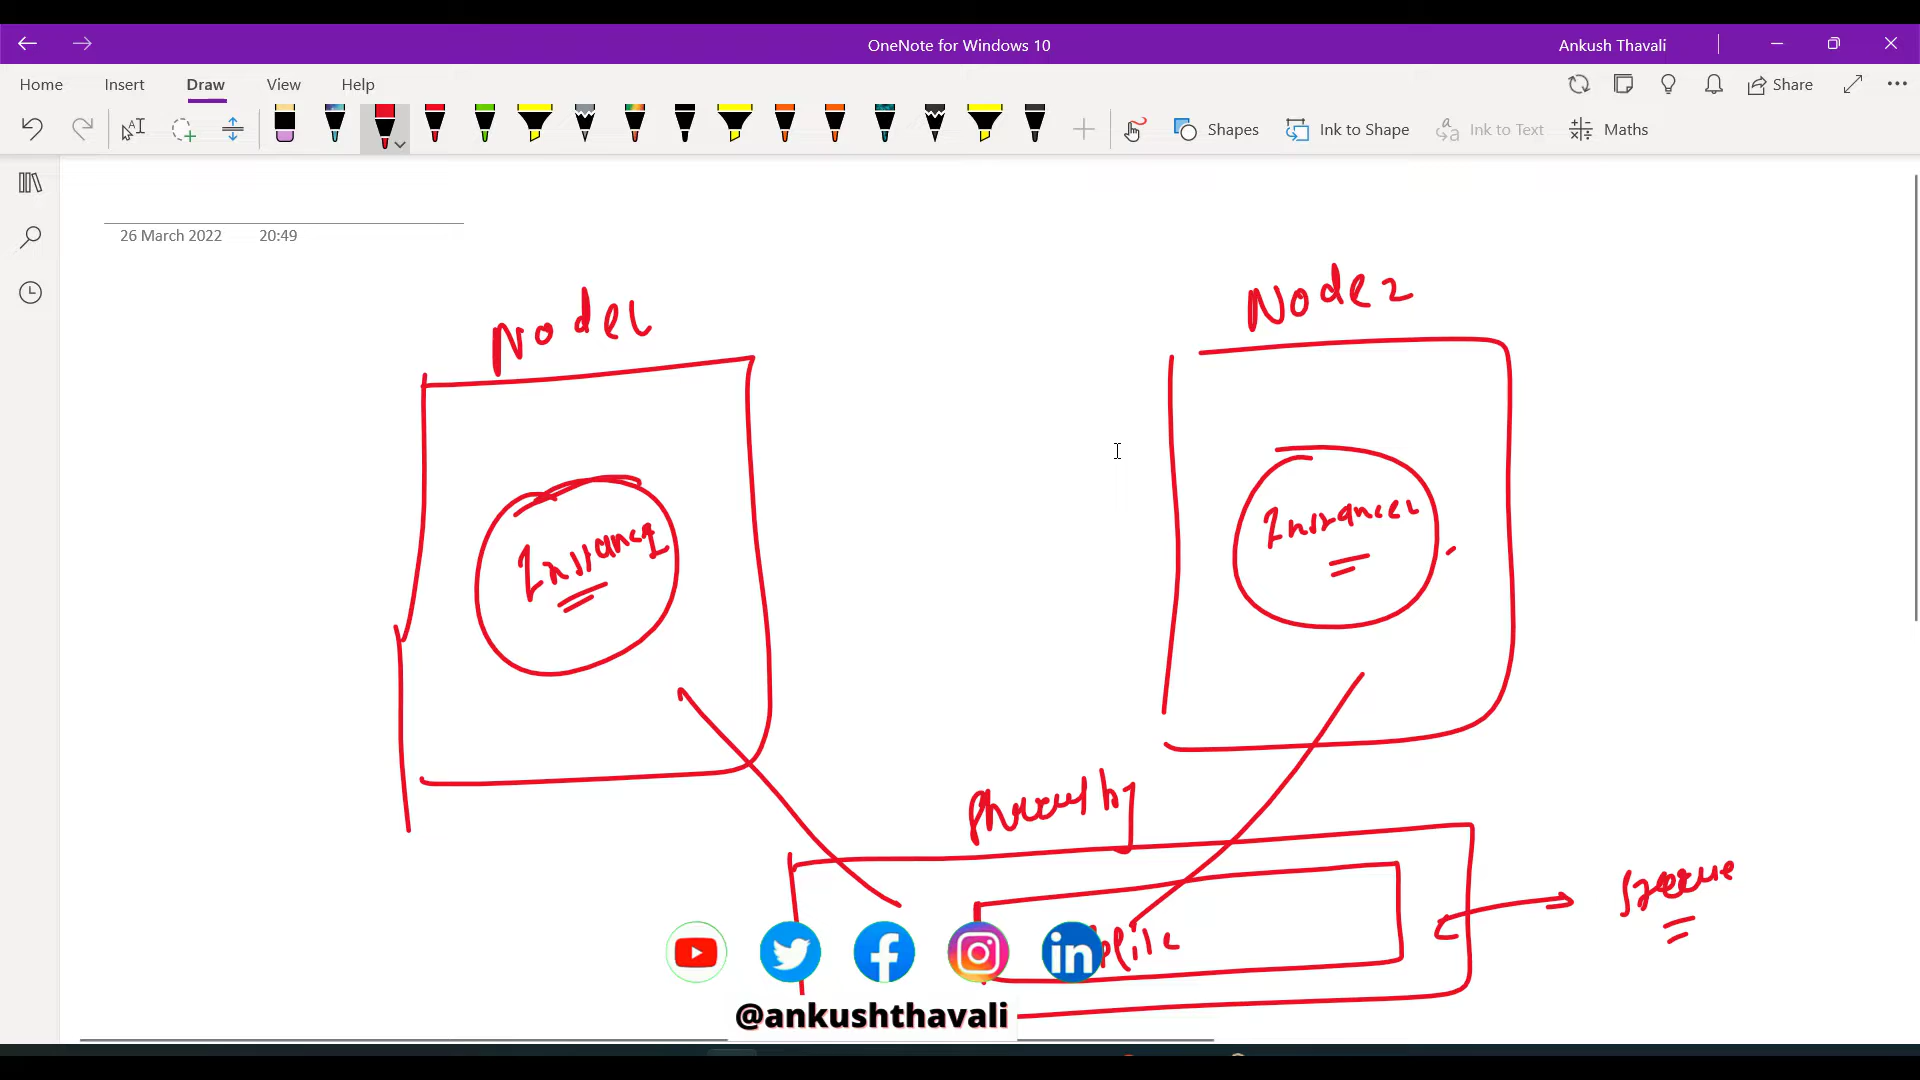 OneNote for Windows 10
Ankush Thavali
Home Insert Draw View Help
Share
Shapes Ink to Shape Ink to Text Maths
26 March 2022 20:49
Node1
Node2
Instance1
Instance2
@ankushthavali